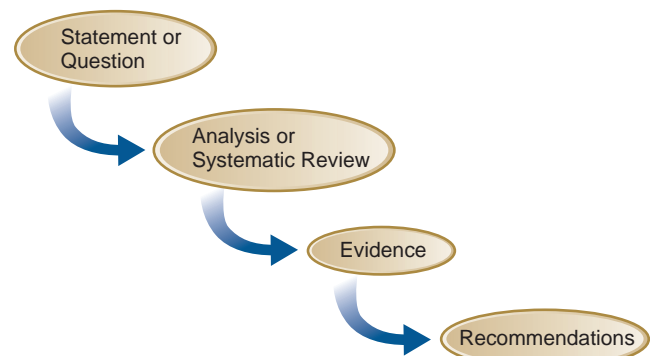 Statement or
Question
Analysis or
Systematic Review
Evidence
Recommendations